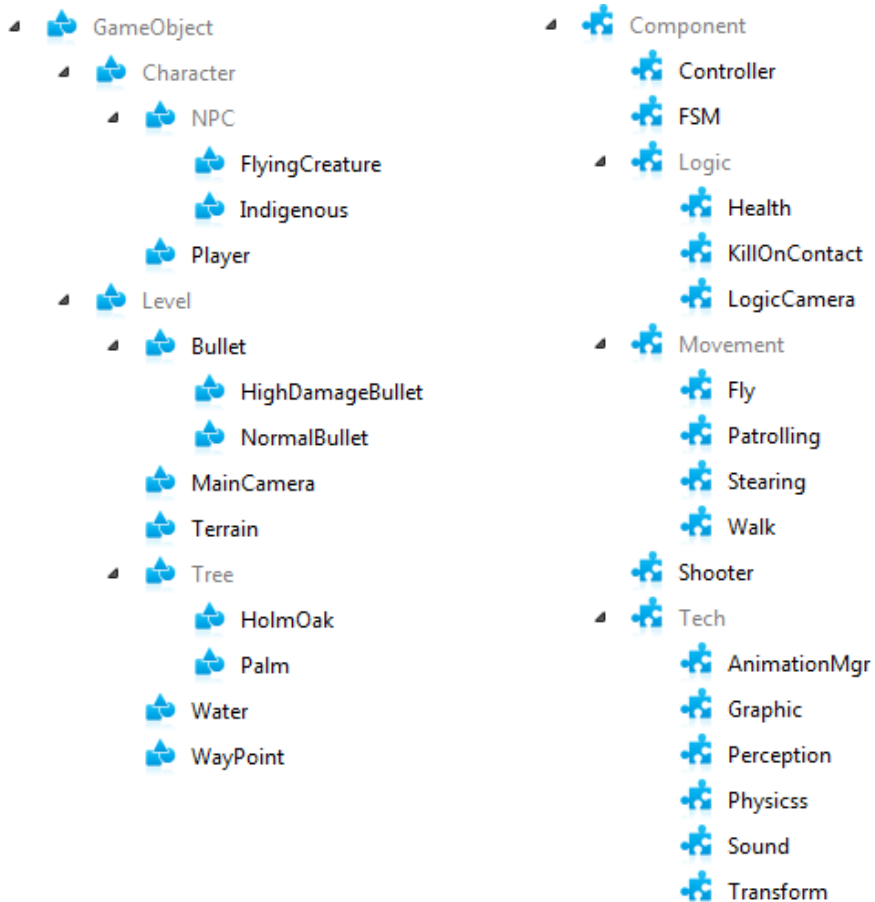 GameObject
Character
NPC
FlyingCreature
Indigenous
Player
Level
Bullet
HighDamageBullet
NormalBullet
MainCamera
Terrain
Tree
HolmOak
Palm
Water
WayPoint
Component
Controller
FSM
Logic
Health
KillOnContact
LogicCamera
Movement
Fly
Patrolling
Stearing
Walk
Shooter
Tech
AnimationMgr
Graphic
Perception
Physicss
Sound
Transform